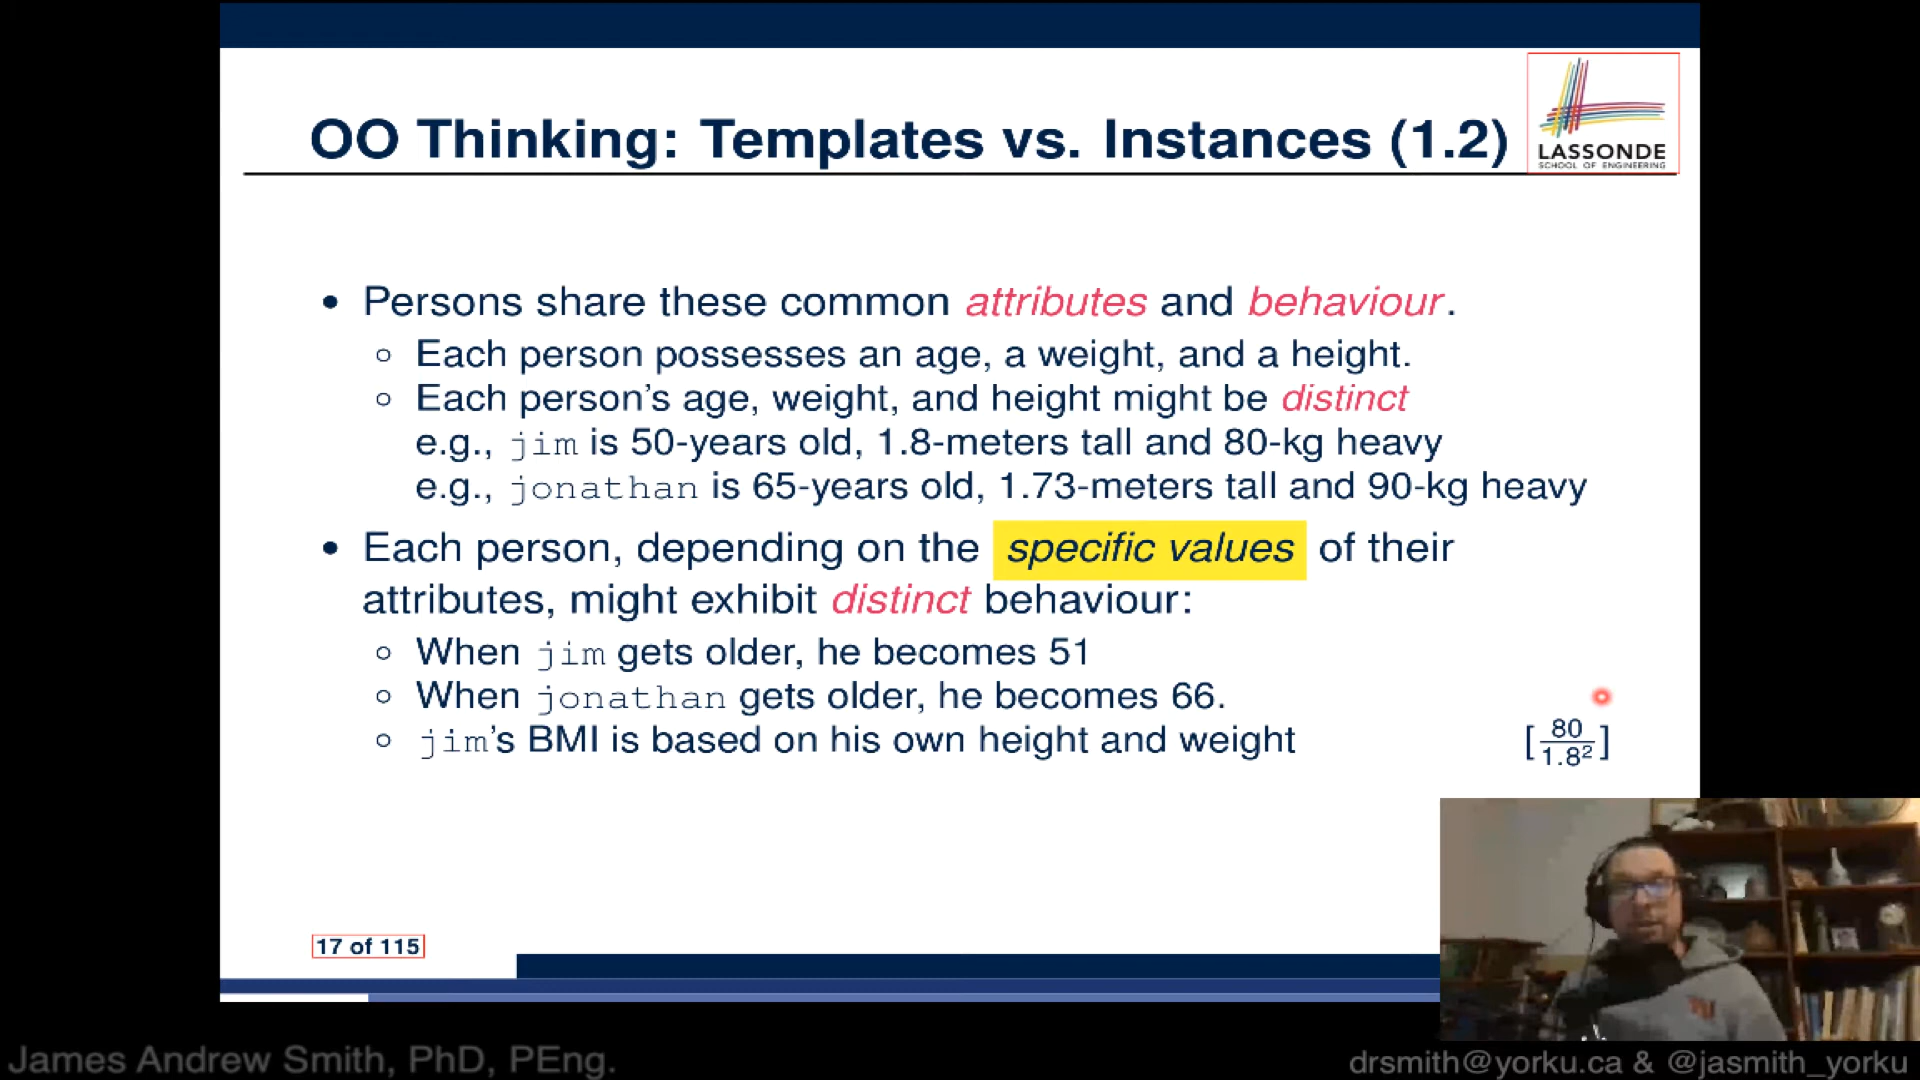 OO Thinking: Templates vs. Instances (1.2)
LASSONDE
SCHOOL OF ENGINEERING
• Persons share these common attributes and behaviour.
◦ Each person possesses an age, a weight, and a height.
◦ Each person's age, weight, and height might be distinct
e.g., jim is 50-years old, 1.8-meters tall and 80-kg heavy
e.g., jonathan is 65-years old, 1.73-meters tall and 90-kg heavy
• Each person, depending on the specific values of their
attributes, might exhibit distinct behaviour:
◦ When jim gets older, he becomes 51
◦ When jonathan gets older, he becomes 66.
◦ jim's BMI is based on his own height and weight [80/1.8²]
17 of 115
James Andrew Smith, PhD, PEng.
drsmith@yorku.ca & @jasmith_yorku